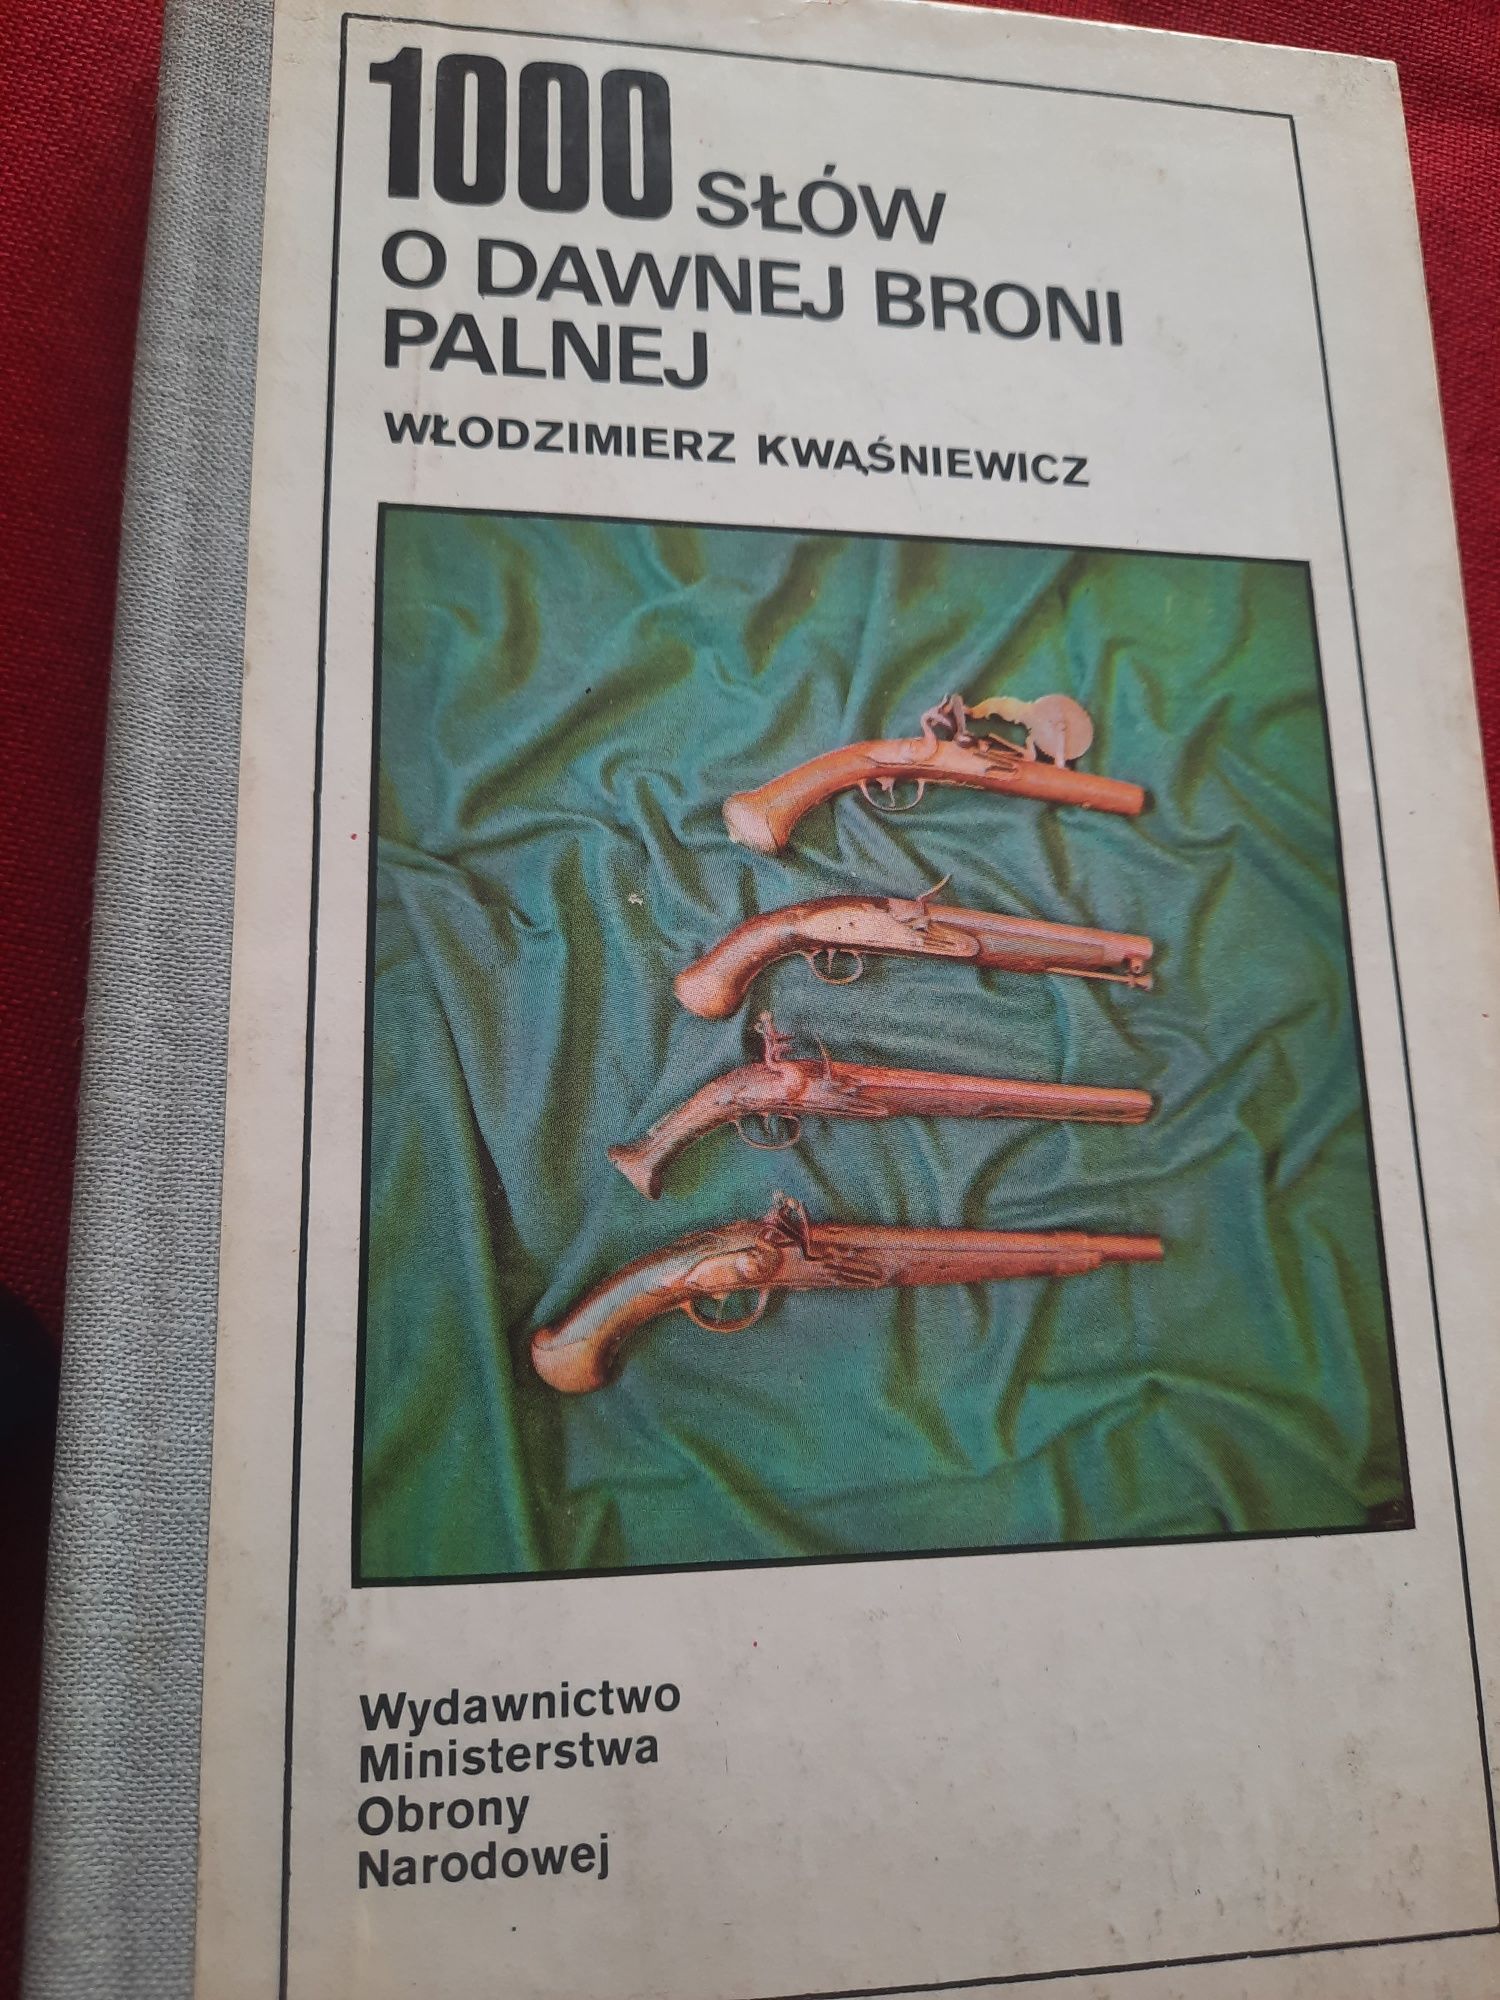 1000 SŁÓW
O DAWNEJ BRONI
PALNEJ
WŁODZIMIERZ KWAŚNIEWICZ
Wydawnictwo
Ministerstwa
Obrony
Narodowej